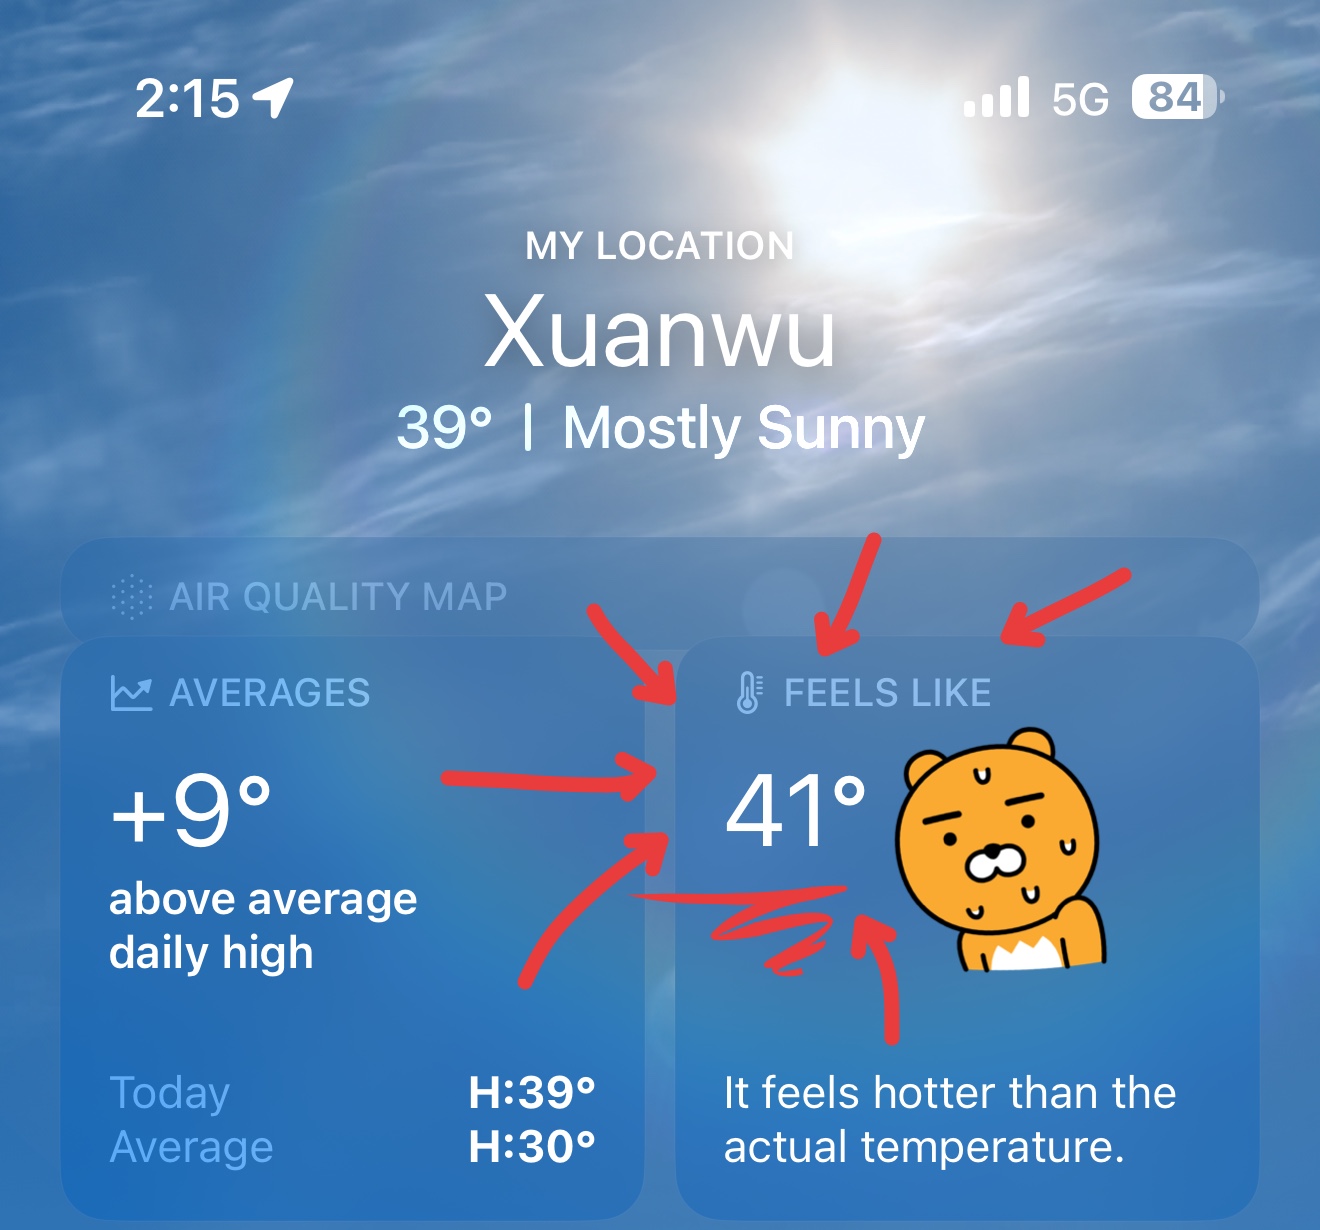 2:15 5G 84
MY LOCATION
Xuanwu
39° | Mostly Sunny
AIR QUALITY MAP
AVERAGES
+9°
above average
daily high
Today H:39°
Average H:30°
FEELS LIKE
41°
It feels hotter than the
actual temperature.